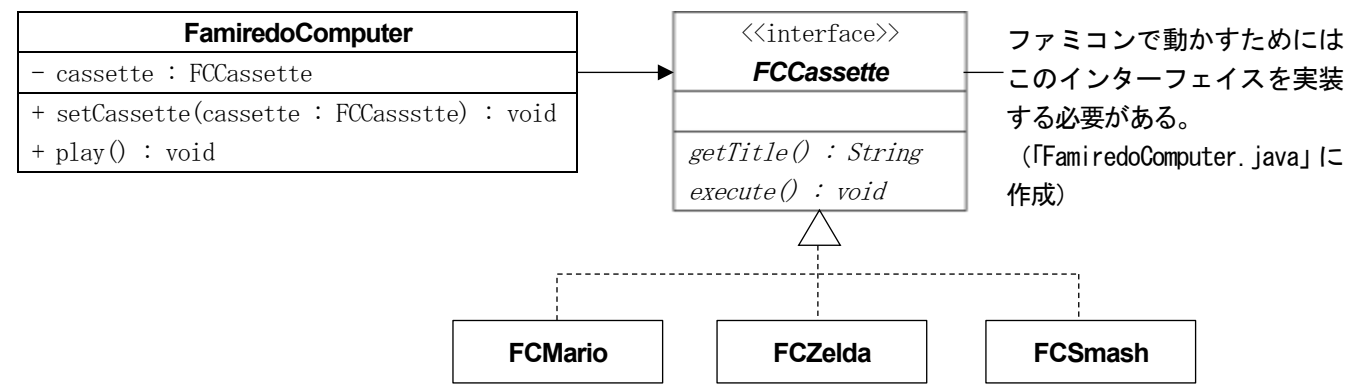 FamiredoComputer
- cassette : FCCassette
+ setCassette(cassette : FCCassstte) : void
+ play() : void
<<interface>>
FCCassette
getTitle() : String
execute() : void
ファミコンで動かすためには
このインターフェイスを実装
する必要がある。
（「FamiredoComputer.java」に
作成）
FCMario
FCZelda
FCSmash